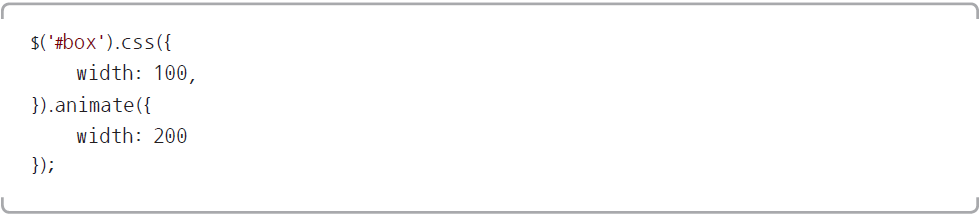 $('#box').css({
    width: 100,
}).animate({
    width: 200
});